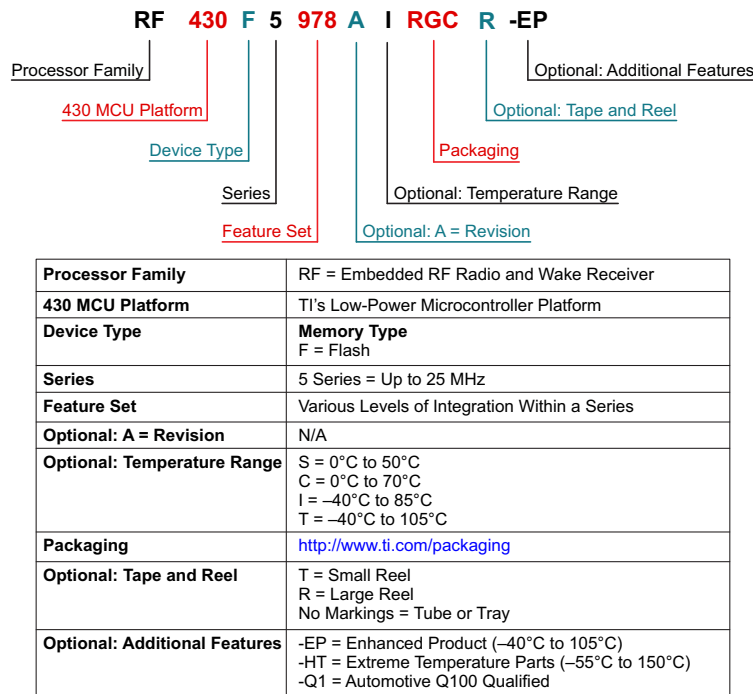 RF 430 F 5 978 A I RGC R -EP
Processor Family
Optional: Additional Features
430 MCU Platform
Optional: Tape and Reel
Device Type
Packaging
Series
Optional: Temperature Range
Feature Set
Optional: A = Revision
Processor Family RF = Embedded RF Radio and Wake Receiver
430 MCU Platform TI's Low-Power Microcontroller Platform
Device Type Memory Type
F = Flash
Series 5 Series = Up to 25 MHz
Feature Set Various Levels of Integration Within a Series
Optional: A = Revision N/A
Optional: Temperature Range S = 0°C to 50°C
C = 0°C to 70°C
I = –40°C to 85°C
T = –40°C to 105°C
Packaging http://www.ti.com/packaging
Optional: Tape and Reel T = Small Reel
R = Large Reel
No Markings = Tube or Tray
Optional: Additional Features -EP = Enhanced Product (–40°C to 105°C)
-HT = Extreme Temperature Parts (–55°C to 150°C)
-Q1 = Automotive Q100 Qualified